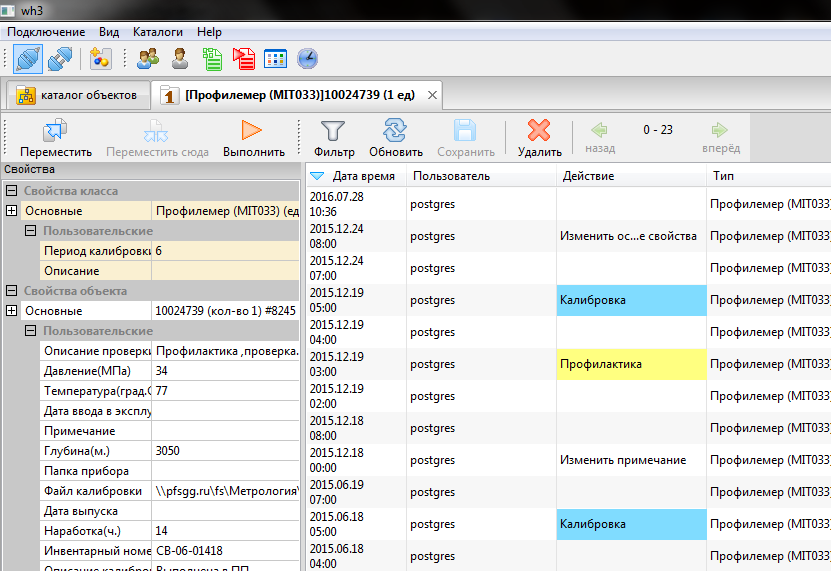 wh3
Подключение Вид Каталоги Help
каталог объектов 1 [Профилемер (MIT033)]10024739 (1 ед)
Переместить Переместить сюда Выполнить Фильтр Обновить Сохранить Удалить назад 0 - 23 вперёд
Свойства
Свойства класса
Основные Профилемер (MIT033) (ед
Пользовательские
Период калибровки 6
Описание
Свойства объекта
Основные 10024739 (кол-во 1) #8245
Пользовательские
Описание проверки Профилактика ,проверка.
Давление(МПа) 34
Температура(град.С 77
Дата ввода в эксплу
Примечание
Глубина(м.) 3050
Папка прибора
Файл калибровки \\pfsgg.ru\fs\Метрология\
Дата выпуска
Наработка(ч.) 14
Инвентарный номе СВ-06-01418
Описание калибро Выполнена в ПП
Дата время Пользователь Действие Тип
2016.07.28
10:36 postgres Профилемер (MIT033)
2015.12.24
08:00 postgres Изменить ос...е свойства Профилемер (MIT033)
2015.12.24
07:00 postgres Профилемер (MIT033)
2015.12.19
05:00 postgres Калибровка Профилемер (MIT033)
2015.12.19
04:00 postgres Профилемер (MIT033)
2015.12.19
03:00 postgres Профилактика Профилемер (MIT033)
2015.12.19
02:00 postgres Профилемер (MIT033)
2015.12.18
08:00 postgres Профилемер (MIT033)
2015.12.18
00:00 postgres Изменить примечание Профилемер (MIT033)
2015.06.19
07:00 postgres Профилемер (MIT033)
2015.06.18
05:00 postgres Калибровка Профилемер (MIT033)
2015.06.18
04:00 postgres Профилемер (MIT033)